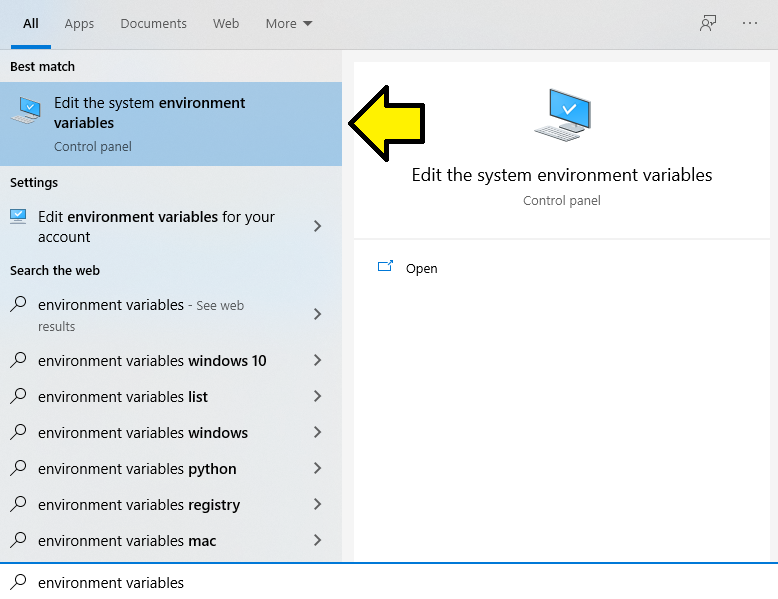 All Apps Documents Web More
Best match
Edit the system environment
variables
Control panel
Settings
Edit environment variables for your
account
Search the web
environment variables - See web
results
environment variables windows 10
environment variables list
environment variables windows
environment variables python
environment variables registry
environment variables mac
environment variables
Edit the system environment variables
Control panel
Open